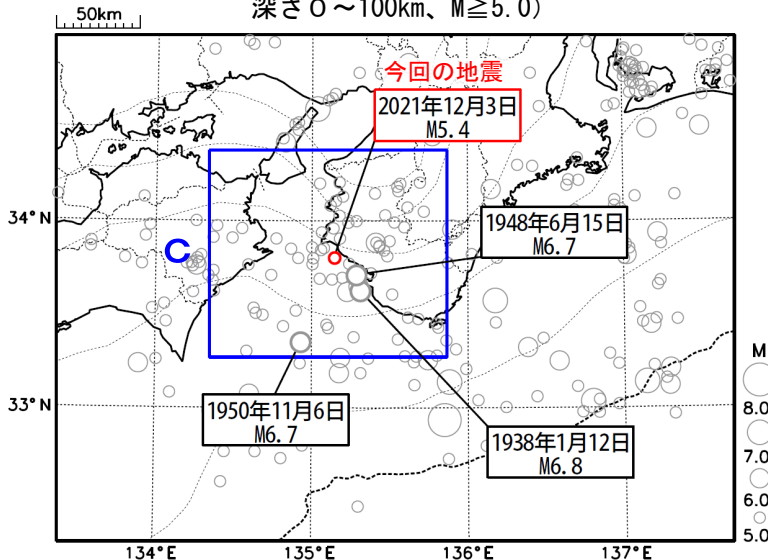 深さ0~100km、M≧5.0)
50km
今回の地震
2021年12月3日
M5.4
34°N
C
1948年6月15日
M6.7
33°N
1950年11月6日
M6.7
1938年1月12日
M6.8
M
8.0
7.0
6.0
5.0
134°E
135°E
136°E
137°E